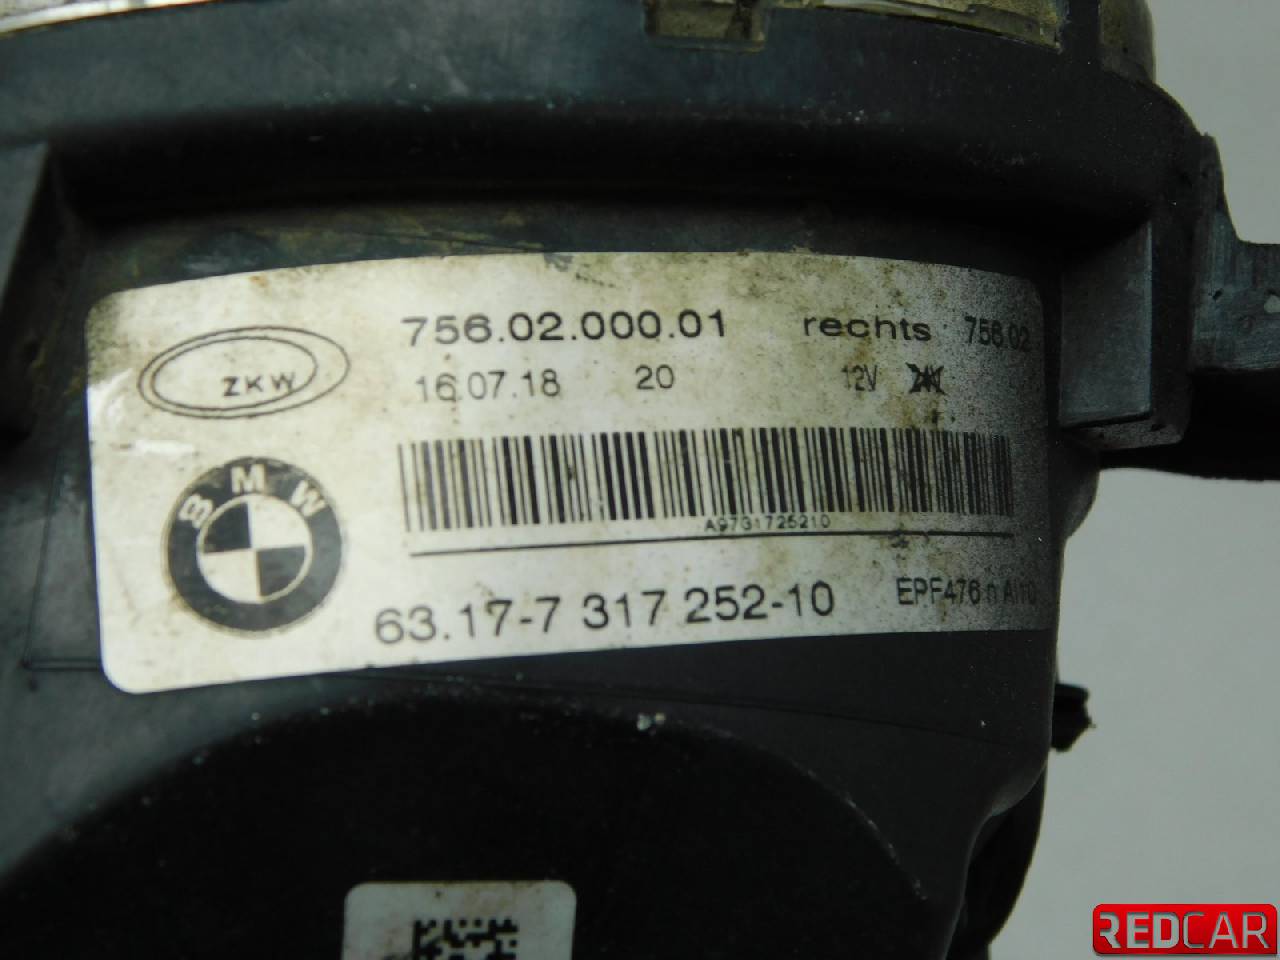 756.02.000.01 rechts 756.02
ZKW
16.07.18 20 12V
BMW
A9731725210
63.17-7 317 252-10 EPF476
REDCAR